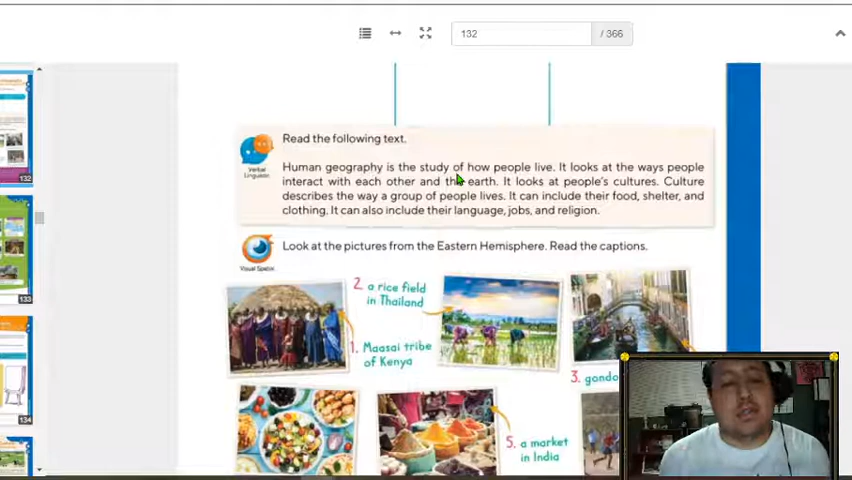 132
/ 366
Read the following text.
Verbal
Linguistic
Human geography is the study of how people live. It looks at the ways people
interact with each other and the earth. It looks at people's cultures. Culture
describes the way a group of people lives. It can include their food, shelter, and
clothing. It can also include their language, jobs, and religion.
Look at the pictures from the Eastern Hemisphere. Read the captions.
Visual Spatial
2. a rice field
in Thailand
1. Maasai tribe
of Kenya
3.
5. a market
in India
132
133
134